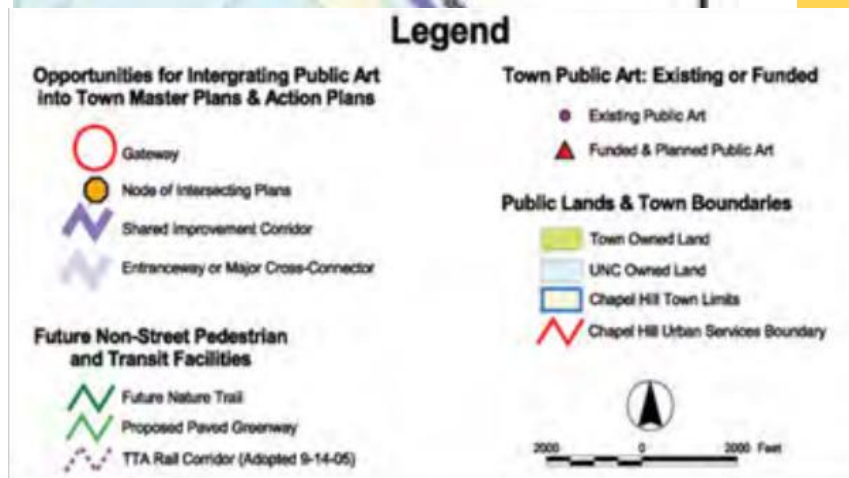 Legend
Opportunities for Intergrating Public Art
into Town Master Plans & Action Plans
Gateway
Node of Intersecting Plans
Shared Improvement Corridor
Entranceway or Major Cross-Connector
Future Non-Street Pedestrian
and Transit Facilities
Future Nature Trail
Proposed Paved Greenway
TTA Rail Corridor (Adopted 9-14-05)
Town Public Art: Existing or Funded
Existing Public Art
Funded & Planned Public Art
Public Lands & Town Boundaries
Town Owned Land
UNC Owned Land
Chapel Hill Town Limits
Chapel Hill Urban Services Boundary
2000 0 2000 Feet